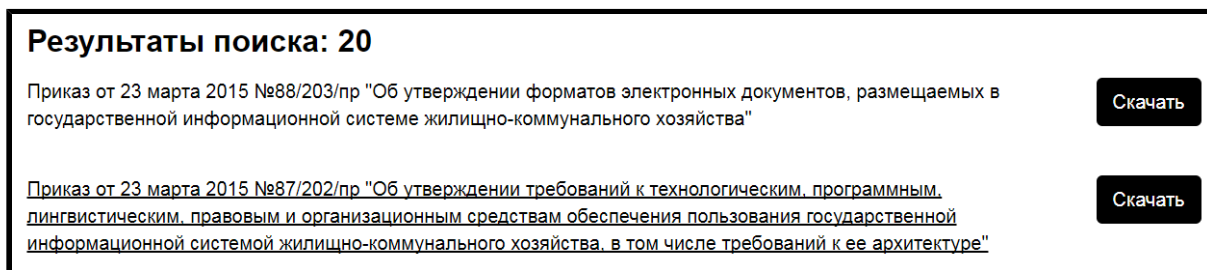 Результаты поиска: 20
Приказ от 23 марта 2015 №88/203/пр "Об утверждении форматов электронных документов, размещаемых в
государственной информационной системе жилищно-коммунального хозяйства"
Скачать
Приказ от 23 марта 2015 №87/202/пр "Об утверждении требований к технологическим, программным,
лингвистическим, правовым и организационным средствам обеспечения пользования государственной
информационной системой жилищно-коммунального хозяйства, в том числе требований к ее архитектуре"
Скачать